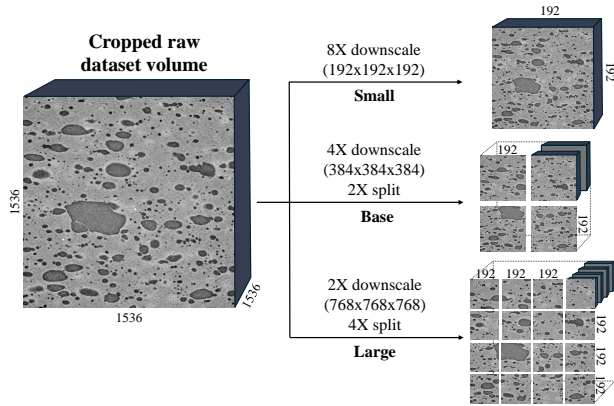 Cropped raw
dataset volume
1536
1536
1536
8X downscale
(192x192x192)
Small
192
192
4X downscale
(384x384x384)
2X split
Base
192
192
2X downscale
(768x768x768)
4X split
Large
192 192 192
192
192
192